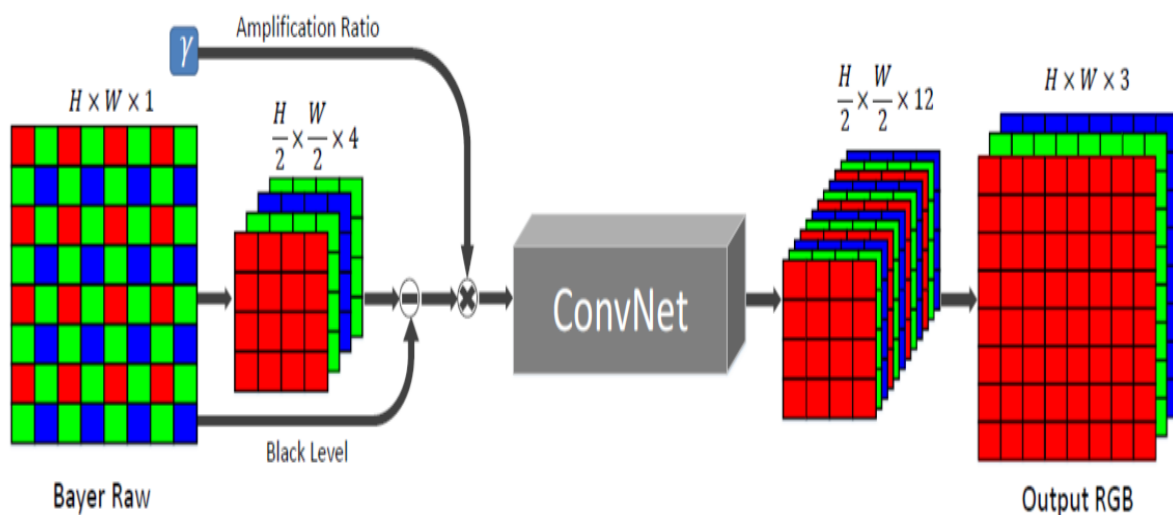 Amplification Ratio
γ
H × W × 1
H/2 × W/2 × 4
H/2 × W/2 × 12
H × W × 3
ConvNet
Black Level
Bayer Raw
Output RGB